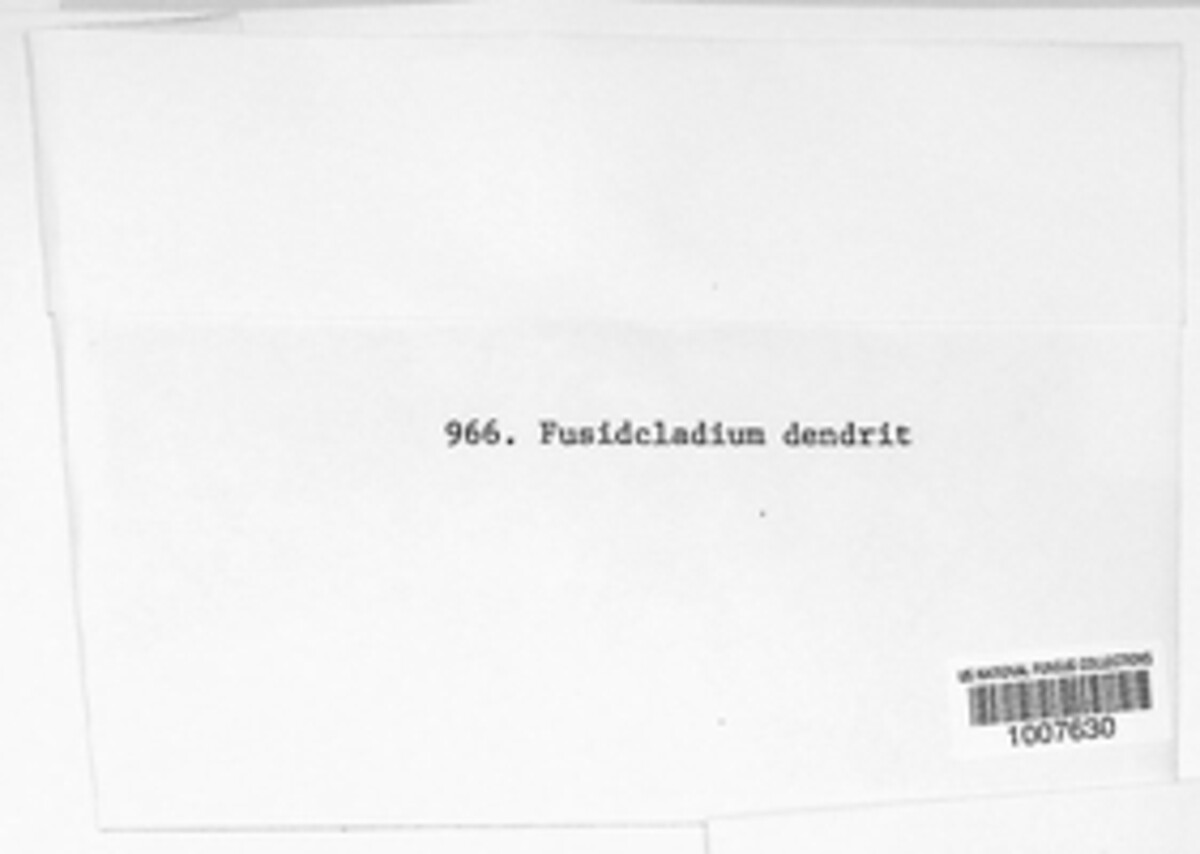 966. Fusidcladium dendrit
US NATIONAL FUNGUS COLLECTIONS
1007630